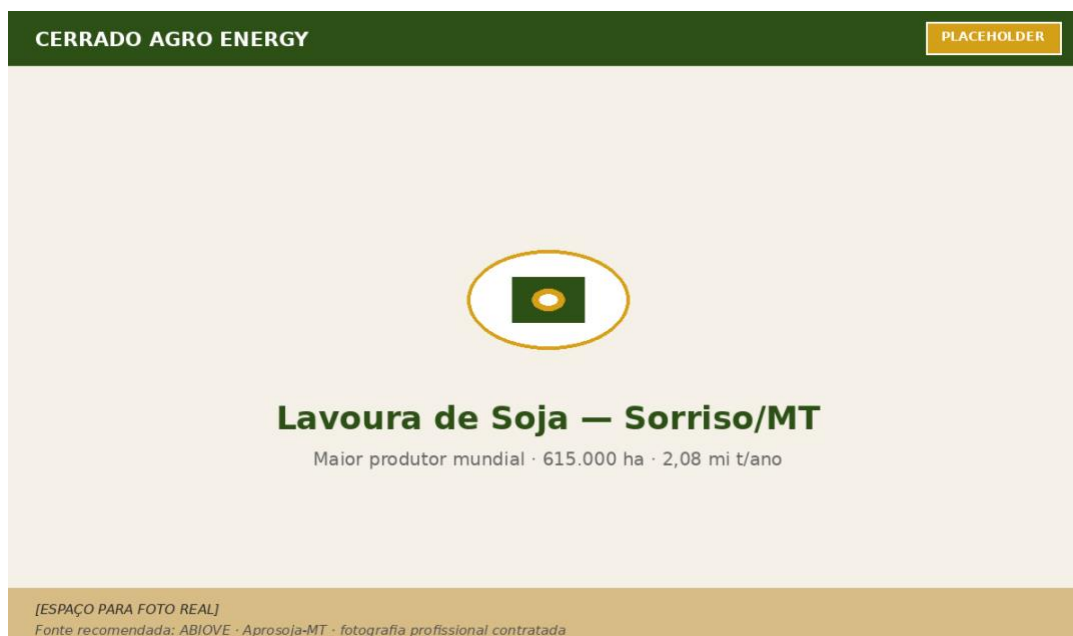 CERRADO AGRO ENERGY
PLACEHOLDER
Lavoura de Soja — Sorriso/MT
Maior produtor mundial · 615.000 ha · 2,08 mi t/ano
[ESPAÇO PARA FOTO REAL]
Fonte recomendada: ABIOVE · Aprosoja-MT · fotografia profissional contratada